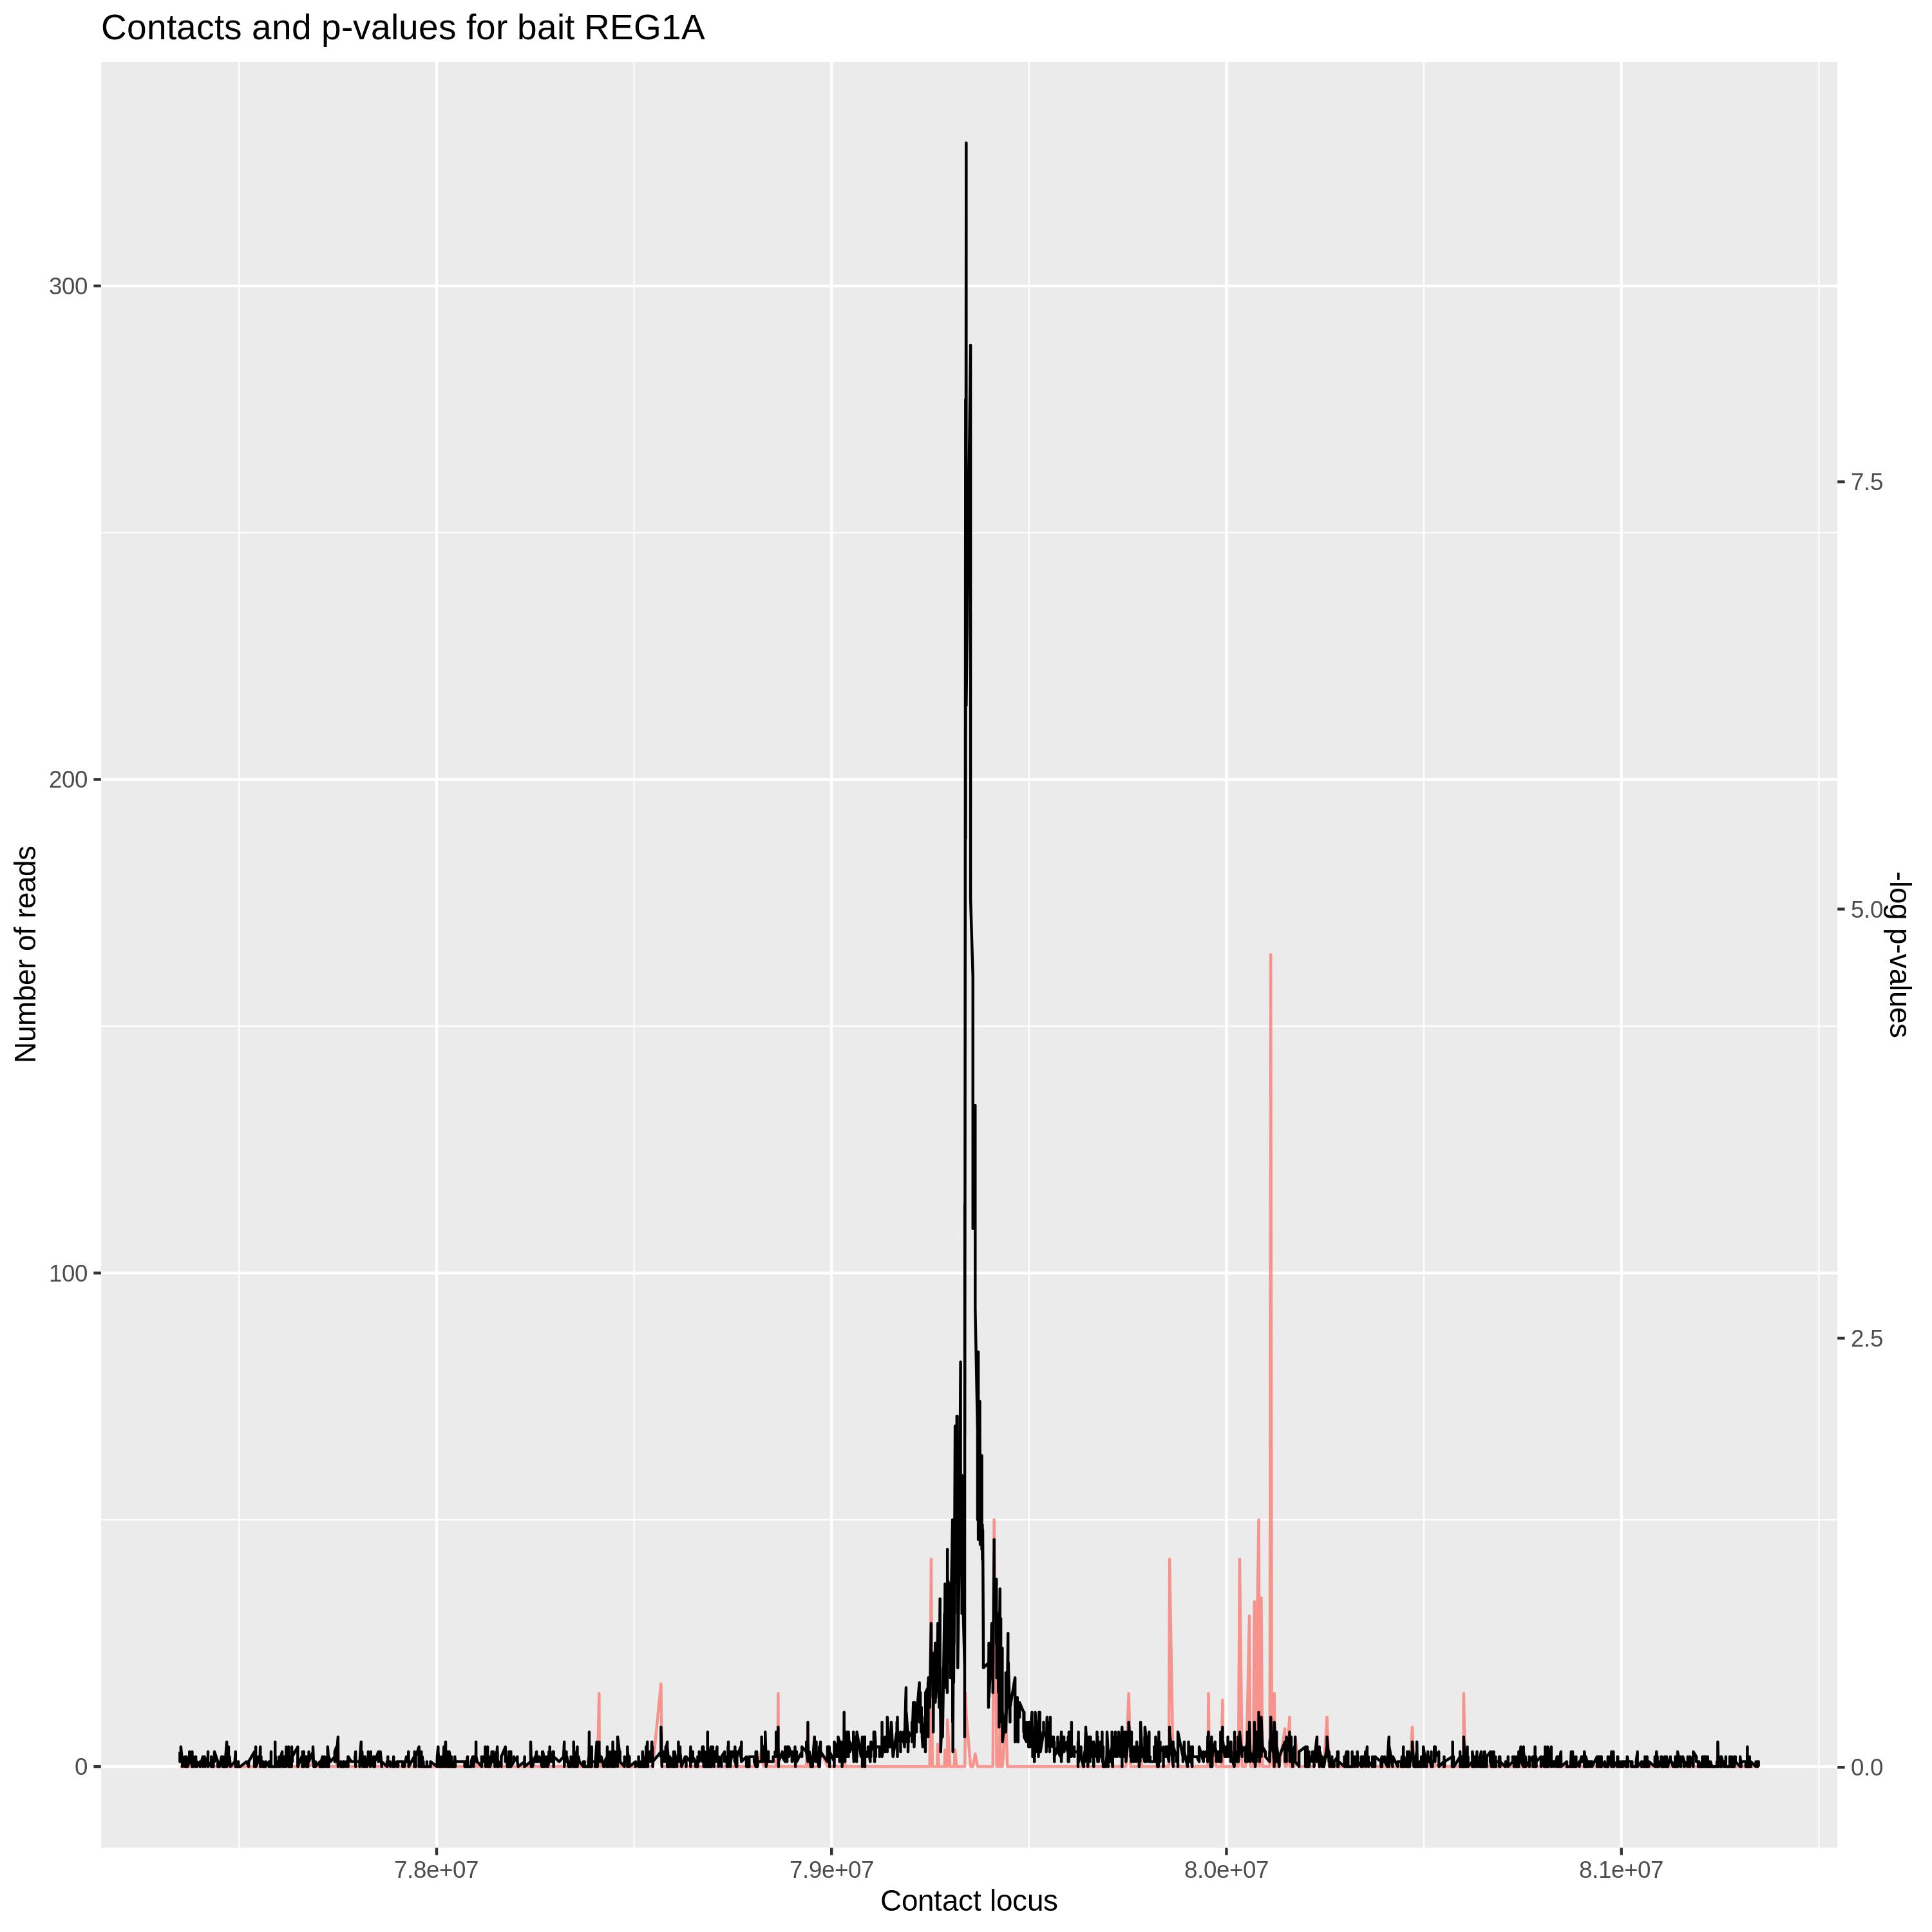 Contacts and p-values for bait REG1A
300
200
100
0
Number of reads
7.5
5.0
2.5
0.0
-log p-values
7.8e+07
7.9e+07
8.0e+07
8.1e+07
Contact locus